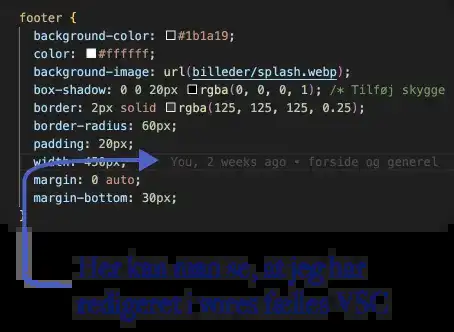 footer {
background-color: #1b1a19;
color: #ffffff;
background-image: url(billeder/splash.webp);
box-shadow: 0 0 20px rgba(0, 0, 0, 1); /* Tilføj skygge
border: 2px solid rgba(125, 125, 125, 0.25);
border-radius: 60px;
padding: 20px;
width: 450px; You, 2 weeks ago • forside og generel
margin: 0 auto;
margin-bottom: 30px;
}
Her kan man se, at jeg har
redigeret i vores fælles VSC